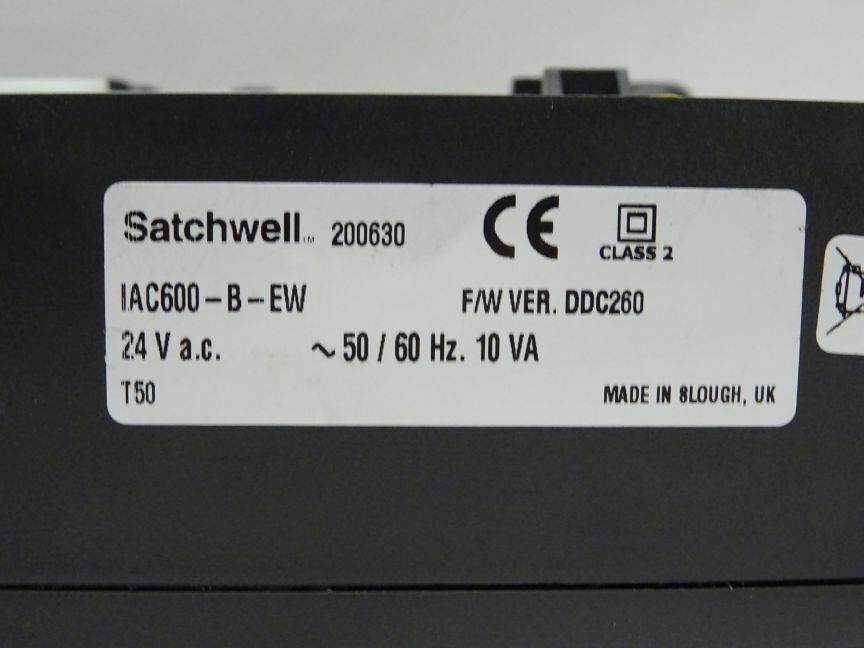 Satchwell™ 200630 CE
CLASS 2
IAC600-B-EW F/W VER. DDC260
24 V a.c. ~ 50 / 60 Hz. 10 VA
T50 MADE IN 8LOUGH, UK